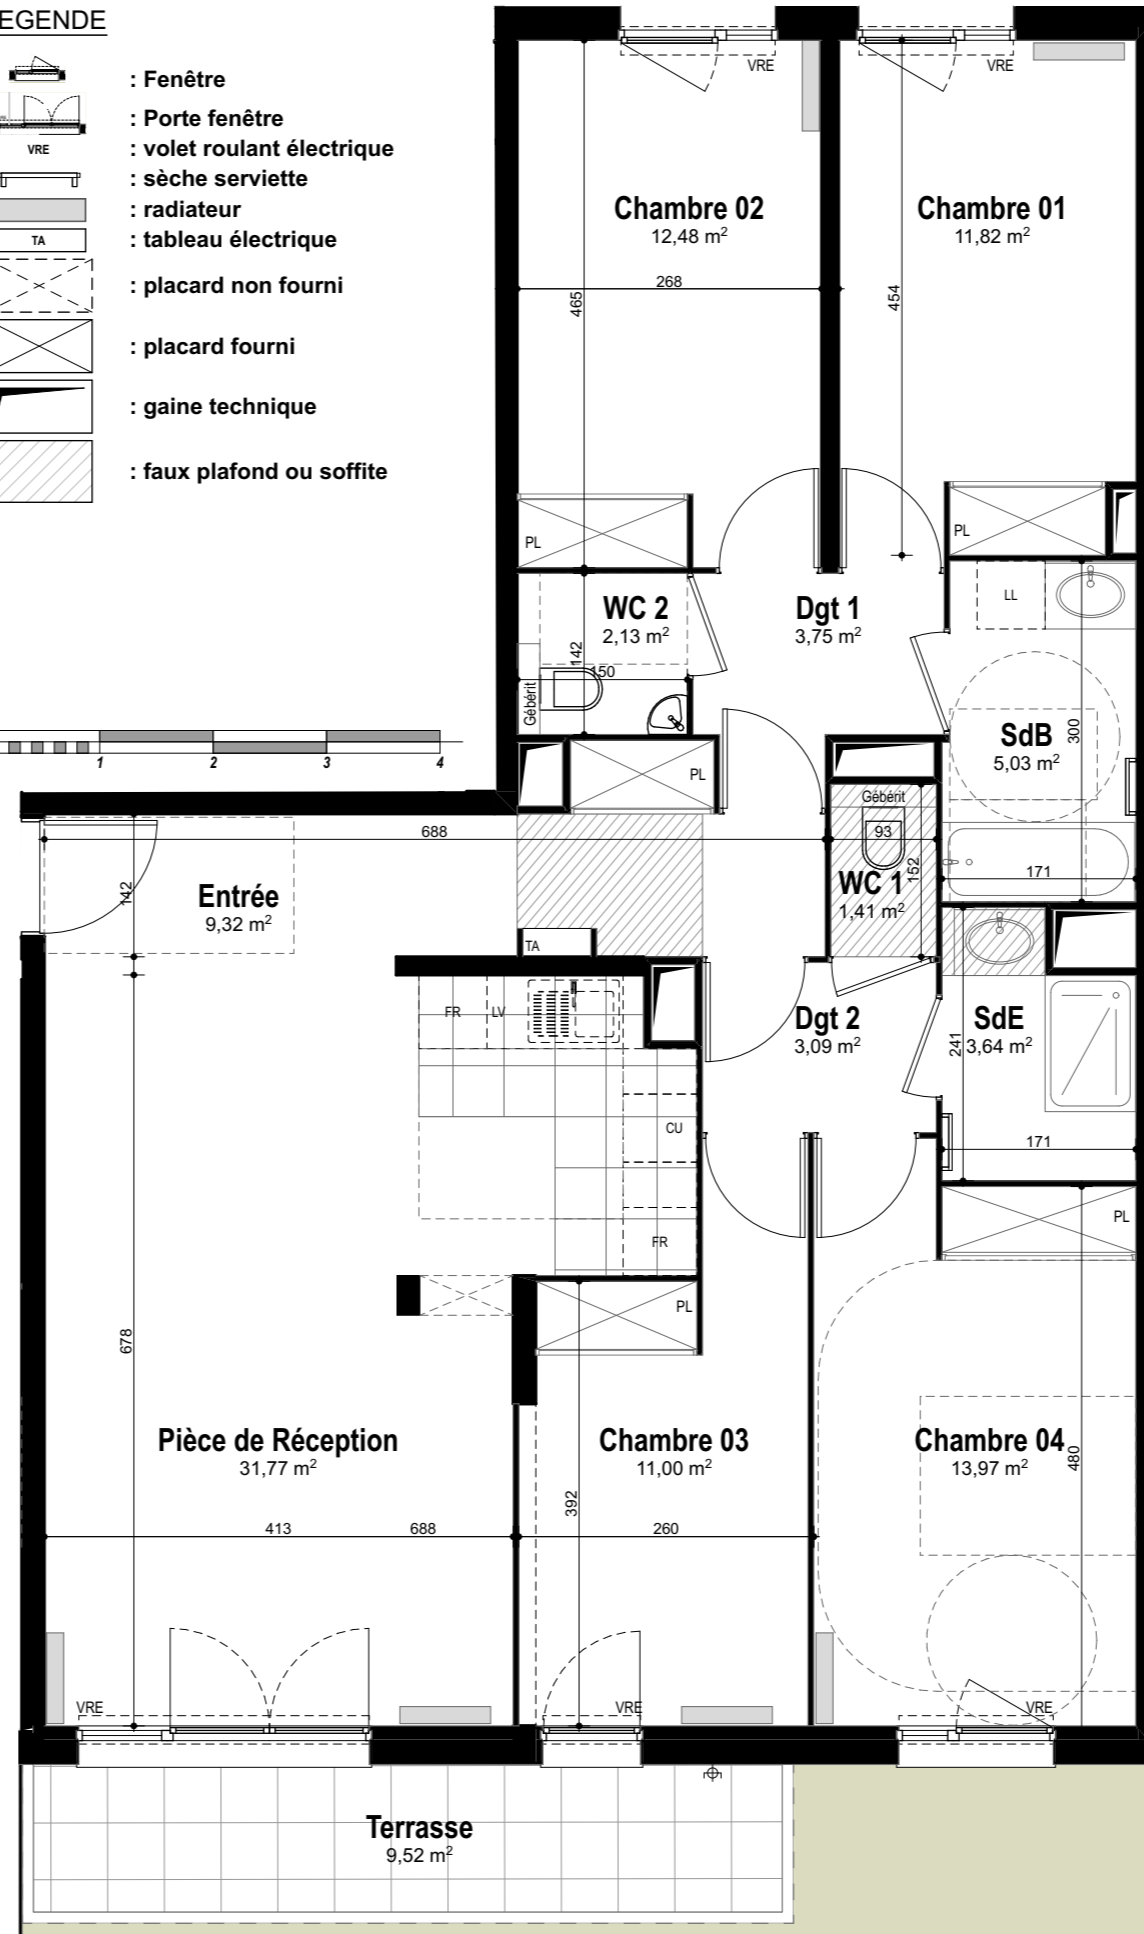 EGENDE
: Fenêtre
: Porte fenêtre
VRE : volet roulant électrique
: sèche serviette
: radiateur
TA : tableau électrique
: placard non fourni
: placard fourni
: gaine technique
: faux plafond ou soffite
1 2 3 4
VRE
VRE
Chambre 02
12,48 m²
Chambre 01
11,82 m²
268
465
454
PL
PL
WC 2
2,13 m²
142
150
Gébérit
Dgt 1
3,75 m²
LL
SdB
5,03 m²
300
PL
688
Gébérit
93
152
WC 1
1,41 m²
171
142
Entrée
9,32 m²
TA
FR
LV
Dgt 2
3,09 m²
SdE
3,64 m²
241
171
CU
FR
PL
PL
678
Pièce de Réception
31,77 m²
Chambre 03
11,00 m²
Chambre 04
13,97 m²
480
392
413
688
260
VRE
VRE
VRE
Terrasse
9,52 m²